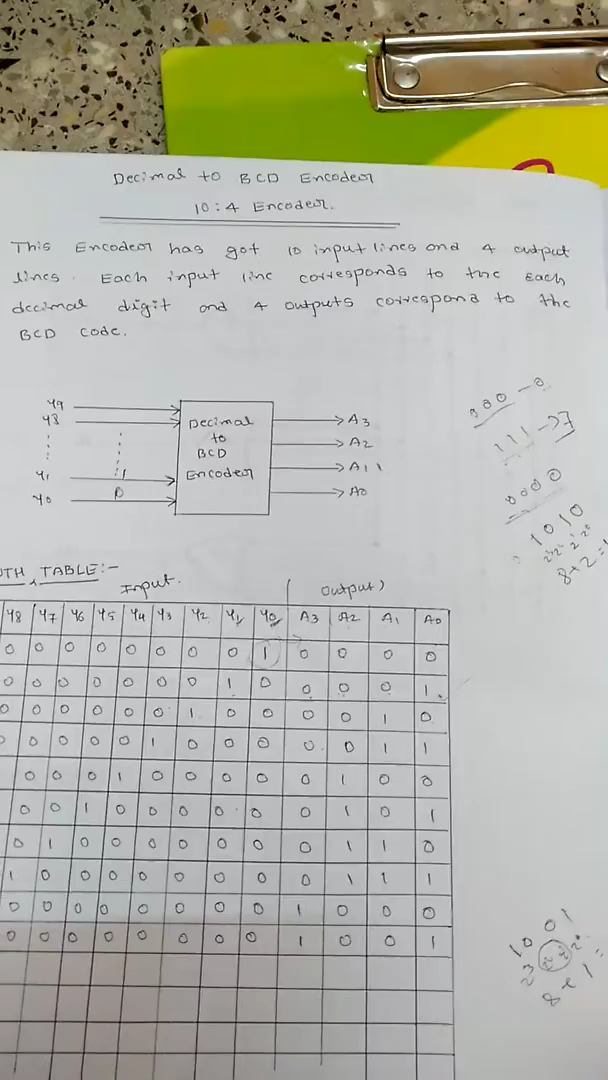 Decimal to BCD Encoder
10:4 Encoder.
This Encoder has got 10 input lines and 4 output
lines. Each input line corresponds to the Each
decimal digit and 4 outputs correspond to the
BCD code.
Y9
Y8
Y1
Y0
Decimal
to
BCD
Encoder
A3
A2
A1
A0
000 → 0
111 → 7
0000
1010
2³ 2² 2¹ 2⁰
8+2=
OTH TABLE:-
Input. (Output)
Y8 Y7 Y6 Y5 Y4 Y3 Y2 Y1 Y0 A3 A2 A1 A0
0 0 0 0 0 0 0 0 1 0 0 0 0
0 0 0 0 0 0 0 1 0 0 0 0 1
0 0 0 0 0 0 1 0 0 0 0 1 0
0 0 0 0 0 1 0 0 0 0 0 1 1
0 0 0 1 0 0 0 0 0 1 0 0
0 0 1 0 0 0 0 0 0 1 0 1
0 1 0 0 0 0 0 0 0 1 1 0
1 0 0 0 0 0 0 0 0 1 1 1
0 0 0 0 0 0 0 0 1 0 0 0
0 0 0 0 0 0 0 0 1 0 0 1
1001